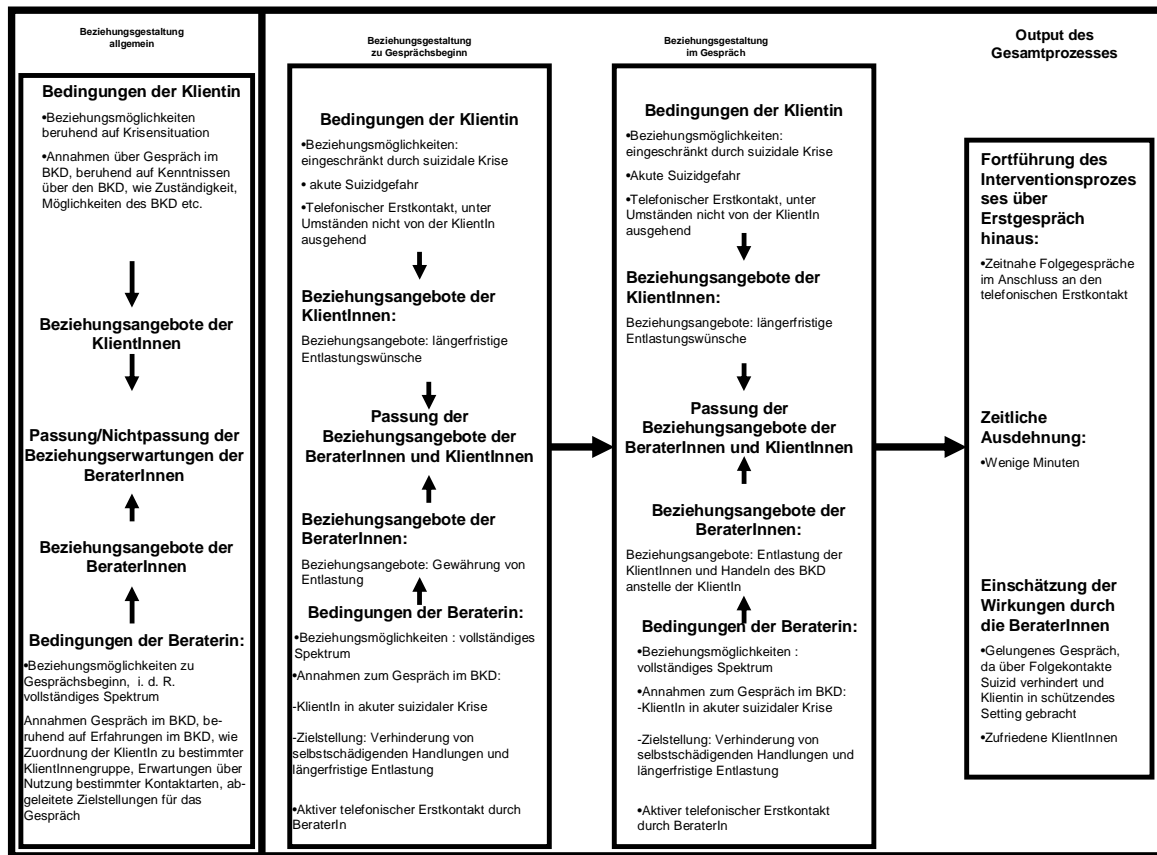 Beziehungsgestaltung
allgemein
Bedingungen der Klientin
•Beziehungsmöglichkeiten
beruhend auf Krisensituation
•Annahmen über Gespräch im
BKD, beruhend auf Kenntnissen
über den BKD, wie Zuständigkeit,
Möglichkeiten des BKD etc.
Beziehungsangebote der
KlientInnen
Passung/Nichtpassung der
Beziehungserwartungen der
BeraterInnen
Beziehungsangebote der
BeraterInnen
Bedingungen der Beraterin:
•Beziehungsmöglichkeiten zu
Gesprächsbeginn, i. d. R.
vollständiges Spektrum
Annahmen Gespräch im BKD, be-
ruhend auf Erfahrungen im BKD, wie
Zuordnung der KlientIn zu bestimmter
KlientInnengruppe, Erwartungen über
Nutzung bestimmter Kontaktarten, ab-
geleitete Zielstellungen für das
Gespräch
Beziehungsgestaltung
zu Gesprächsbeginn
Bedingungen der Klientin
•Beziehungsmöglichkeiten:
eingeschränkt durch suizidale Krise
• akute Suizidgefahr
•Telefonischer Erstkontakt, unter
Umständen nicht von der KlientIn
ausgehend
Beziehungsangebote der
KlientInnen:
Beziehungsangebote: längerfristige
Entlastungswünsche
Passung der
Beziehungsangebote der
BeraterInnen und KlientInnen
Beziehungsangebote der
BeraterInnen:
Beziehungsangebote: Gewährung von
Entlastung
Bedingungen der Beraterin:
•Beziehungsmöglichkeiten : vollständiges
Spektrum
•Annahmen zum Gespräch im BKD:
-KlientIn in akuter suizidaler Krise
-Zielstellung: Verhinderung von
selbstschädigenden Handlungen und
längerfristige Entlastung
•Aktiver telefonischer Erstkontakt durch
BeraterIn
Beziehungsgestaltung
im Gespräch
Bedingungen der Klientin
•Beziehungsmöglichkeiten:
eingeschränkt durch suizidale Krise
•Akute Suizidgefahr
•Telefonischer Erstkontakt, unter
Umständen nicht von der KlientIn
ausgehend
Beziehungsangebote der
KlientInnen:
Beziehungsangebote: längerfristige
Entlastungswünsche
Passung der
Beziehungsangebote der
BeraterInnen und KlientInnen
Beziehungsangebote der
BeraterInnen:
Beziehungsangebote: Entlastung der
KlientInnen und Handeln des BKD
anstelle der KlientIn
Bedingungen der Beraterin:
•Beziehungsmöglichkeiten :
vollständiges Spektrum
•Annahmen zum Gespräch im BKD:
-KlientIn in akuter suizidaler Krise
-Zielstellung: Verhinderung von
selbstschädigenden Handlungen und
längerfristige Entlastung
•Aktiver telefonischer Erstkontakt
durch BeraterIn
Output des
Gesamtprozesses
Fortführung des
Interventionsprozes
ses über
Erstgespräch
hinaus:
•Zeitnahe Folgegespräche
im Anschluss an den
telefonischen Erstkontakt
Zeitliche
Ausdehnung:
•Wenige Minuten
Einschätzung der
Wirkungen durch
die BeraterInnen
•Gelungenes Gespräch,
da über Folgekontakte
Suizid verhindert und
Klientin in schützendes
Setting gebracht
•Zufriedene KlientInnen